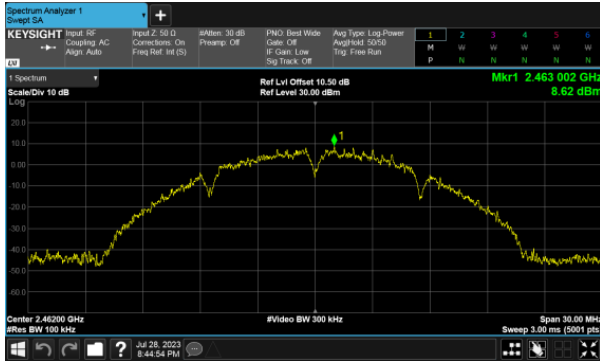 Spectrum Analyzer 1
Swept SA
+
KEYSIGHT
Input: RF
Coupling: AC
Align: Auto
Input Z: 50 Ω
Corrections: On
Freq Ref: Int (S)
#Atten: 30 dB
Preamp: Off
PNO: Best Wide
Gate: Off
IF Gain: Low
Sig Track: Off
Avg Type: Log-Power
Avg|Hold: 50/50
Trig: Free Run
1 2 3 4 5 6
M W W W W W
P N N N N N
LXI
1 Spectrum
Scale/Div 10 dB
Ref Lvl Offset 10.50 dB
Ref Level 30.00 dBm
Mkr1 2.463 002 GHz
8.62 dBm
Log
20.0
10.0
0.00
-10.0
-20.0
-30.0
-40.0
-50.0
-60.0
1
Center 2.46200 GHz
#Res BW 100 kHz
#Video BW 300 kHz
Span 30.00 MHz
Sweep 3.00 ms (5001 pts)
?
Jul 28, 2023
8:44:54 PM